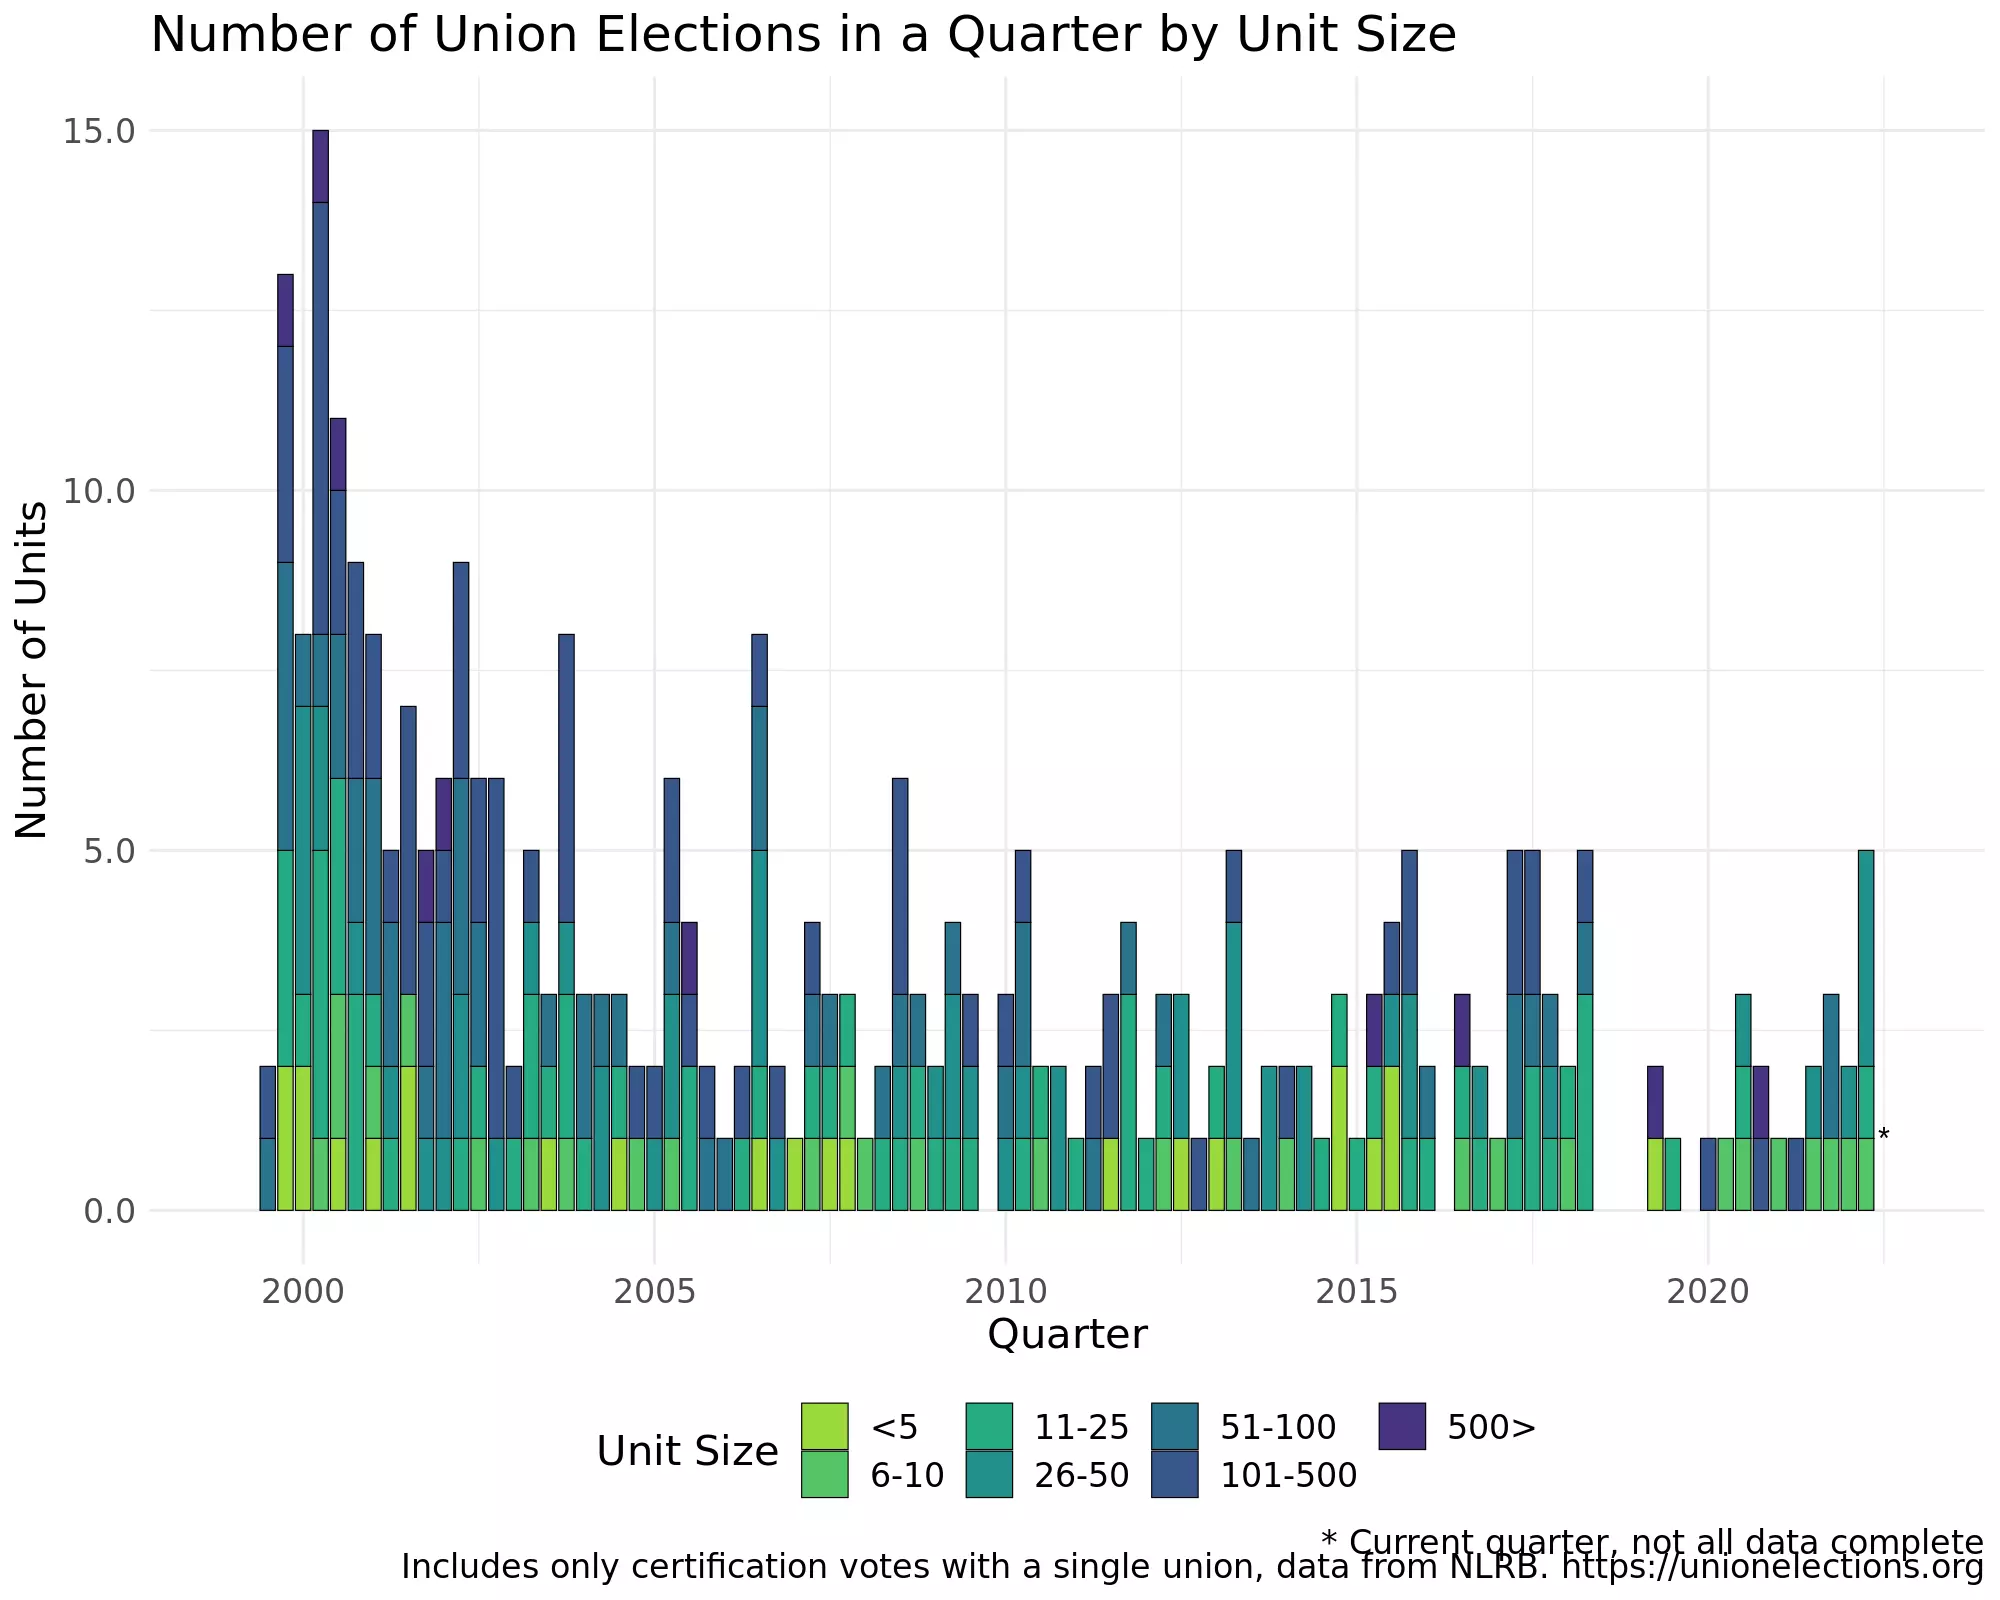 Number of Union Elections in a Quarter by Unit Size
15.0
10.0
5.0
0.0
Number of Units
*
2000 2005 2010 2015 2020
Quarter
Unit Size
<5 11-25 51-100 500>
6-10 26-50 101-500
* Current quarter, not all data complete
Includes only certification votes with a single union, data from NLRB. https://unionelections.org